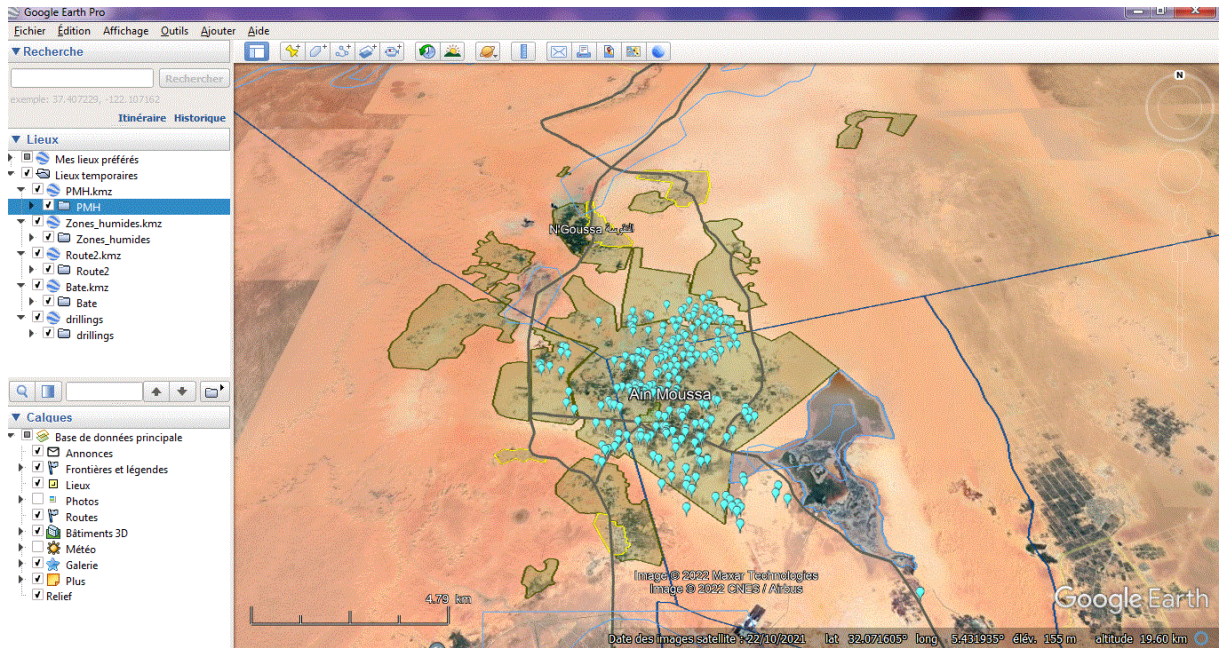 Google Earth Pro
Fichier Édition Affichage Outils Ajouter Aide
Recherche
Rechercher
exemple: 37.407229, -122.107162
Itinéraire Historique
Lieux
Mes lieux préférés
Lieux temporaires
PMH.kmz
PMH
Zones_humides.kmz
Zones_humides
Route2.kmz
Route2
Bate.kmz
Bate
drillings
drillings
Calques
Base de données principale
Annonces
Frontières et légendes
Lieux
Photos
Routes
Bâtiments 3D
Météo
Galerie
Plus
Relief
N
N'Goussa النقوسة
Aïn Moussa
4.79 km
Image © 2022 Maxar Technologies
Image © 2022 CNES / Airbus
Google Earth
Date des images satellite : 22/10/2021 lat 32.071605° long 5.431935° élév. 155 m altitude 19.60 km